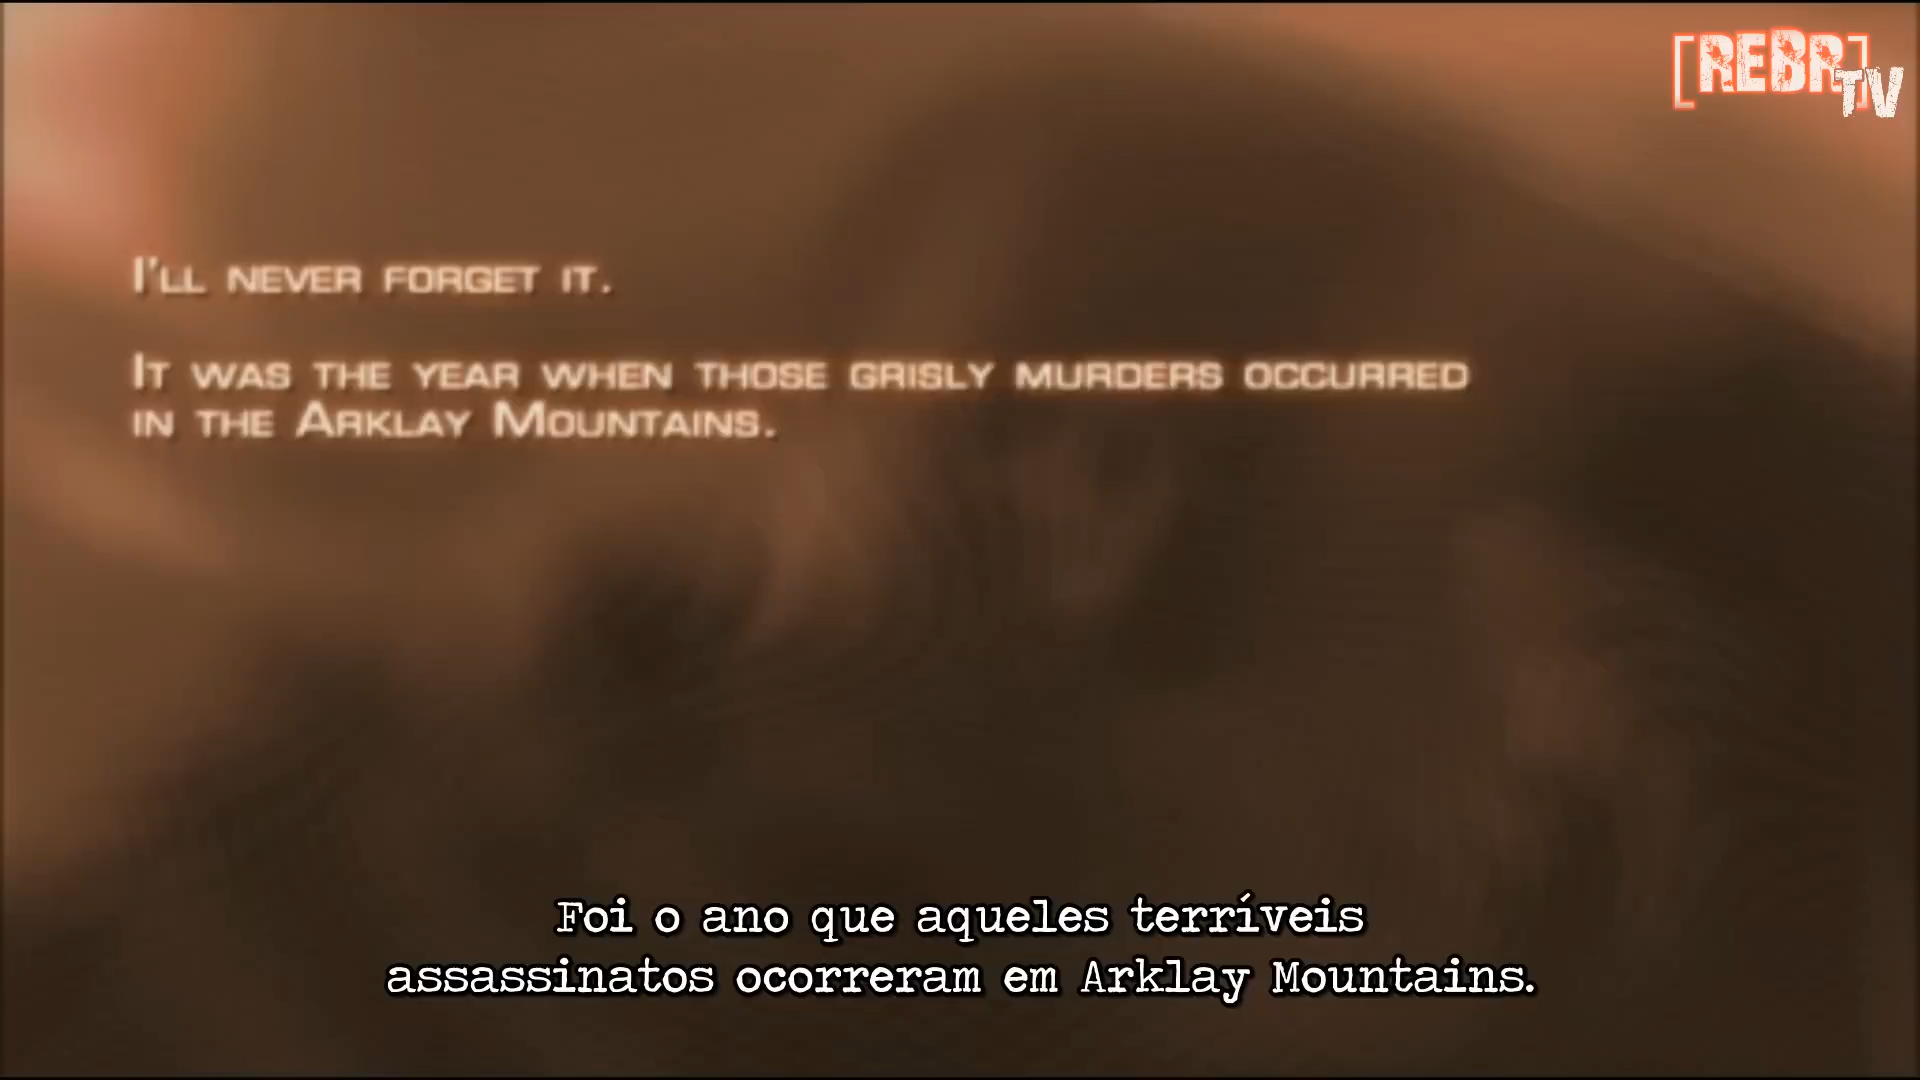 [REBR]
TV
I'LL NEVER FORGET IT.
IT WAS THE YEAR WHEN THOSE GRISLY MURDERS OCCURRED
IN THE ARKLAY MOUNTAINS.
Foi o ano que aqueles terríveis
assassinatos ocorreram em Arklay Mountains.